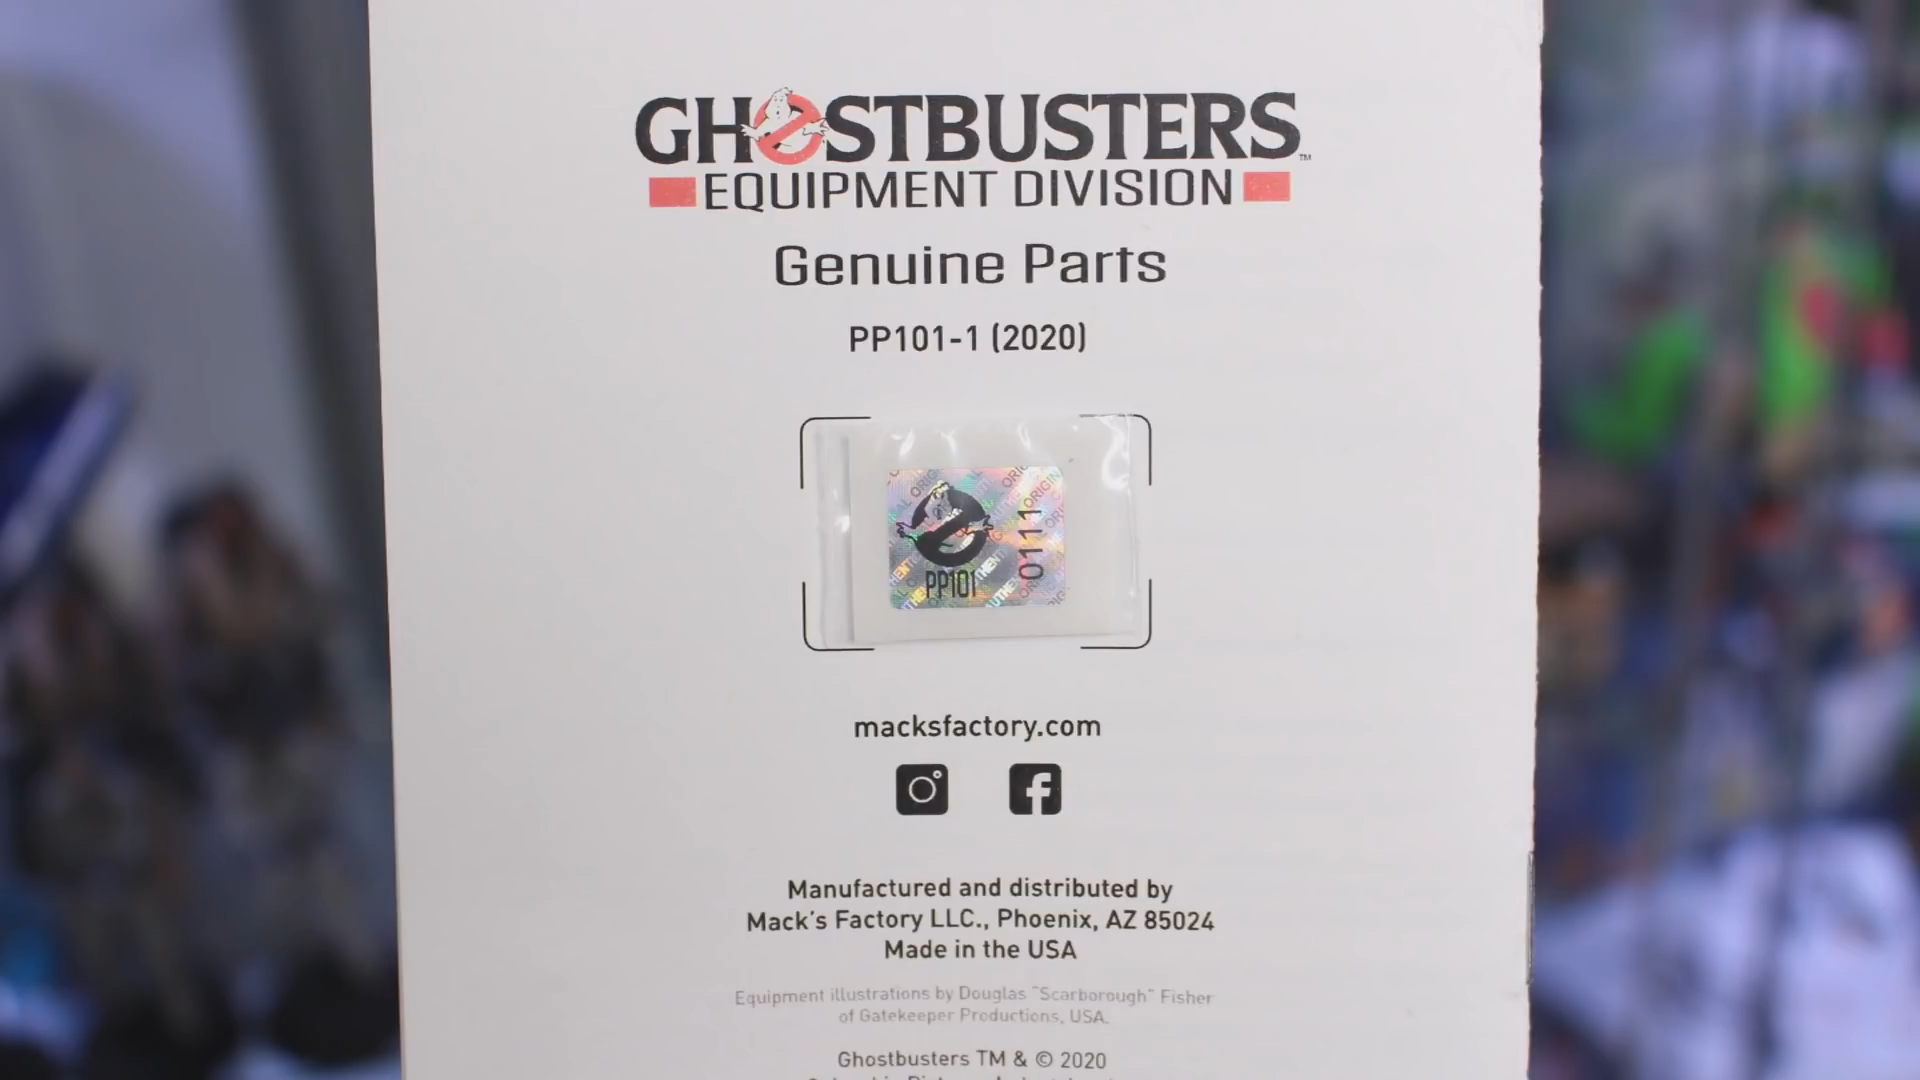 GHOSTBUSTERS™
EQUIPMENT DIVISION
Genuine Parts
PP101-1 (2020)
PP101
0111
macksfactory.com
Manufactured and distributed by
Mack's Factory LLC., Phoenix, AZ 85024
Made in the USA
Equipment illustrations by Douglas "Scarborough" Fisher
of Gatekeeper Productions, USA.
Ghostbusters TM & © 2020